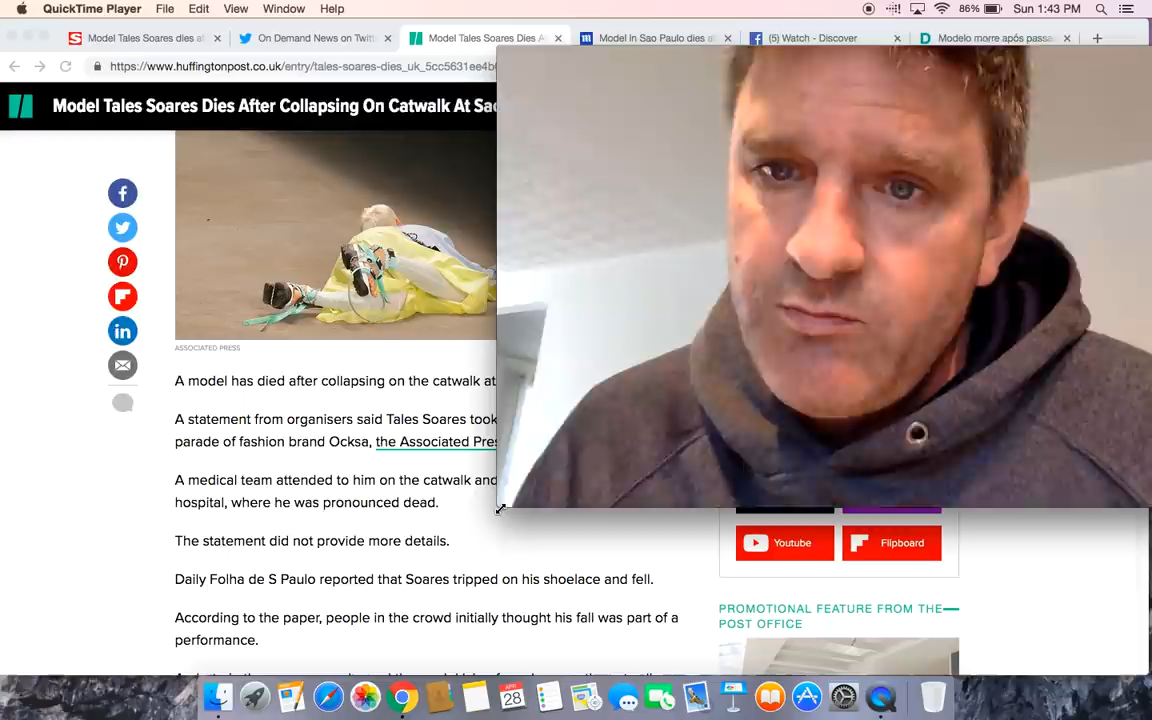 QuickTime Player File Edit View Window Help 86% Sun 1:43 PM
Model Tales Soares dies a
On Demand News on Twitt
Model Tales Soares Dies A
Model in Sao Paulo dies af
(5) Watch - Discover
Modelo morre após passa
https://www.huffingtonpost.co.uk/entry/tales-soares-dies_uk_5cc5631ee4b0
Model Tales Soares Dies After Collapsing On Catwalk At Sao
ASSOCIATED PRESS
A model has died after collapsing on the catwalk at
A statement from organisers said Tales Soares took
parade of fashion brand Ocksa, the Associated Pres
A medical team attended to him on the catwalk and
hospital, where he was pronounced dead.
The statement did not provide more details.
Daily Folha de S Paulo reported that Soares tripped on his shoelace and fell.
According to the paper, people in the crowd initially thought his fall was part of a
performance.
Youtube
Flipboard
PROMOTIONAL FEATURE FROM THE
POST OFFICE
APR
28